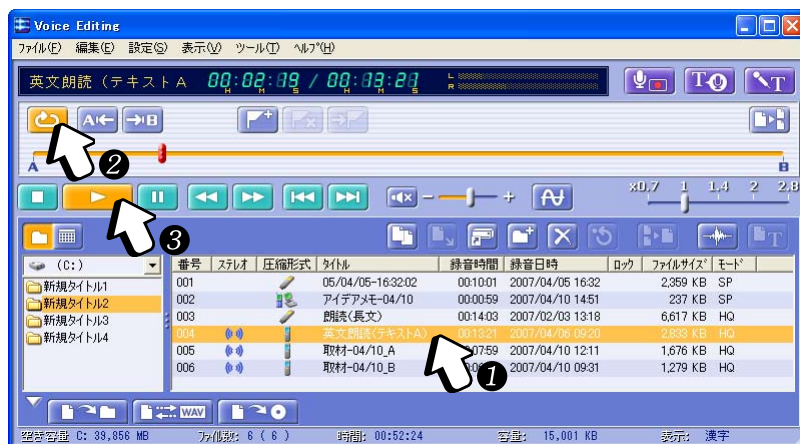 Voice Editing
ファイル(F) 編集(E) 設定(S) 表示(V) ツール(T) ヘルプ(H)
英文朗読（テキストA 00:02:19 / 00:13:21 L R
H M S H M S
T T
A B
2
A B
x0.7 1 1.4 2 2.8
3
(C:)
番号 ステレオ 圧縮形式 タイトル 録音時間 録音日時 ロック ファイルサイズ モード
新規タイトル1
新規タイトル2
新規タイトル3
新規タイトル4
001 05/04/05-16:32:02 00:10:01 2007/04/05 16:32 2,359 KB SP
002 アイデアメモ-04/10 00:00:59 2007/04/10 14:51 237 KB SP
003 朗読(長文) 00:14:03 2007/02/03 13:18 6,617 KB HQ
004 英文朗読(テキストA) 00:13:21 2007/04/06 09:20 2,833 KB HQ
005 取材-04/10_A 07:59 2007/04/10 12:11 1,676 KB HQ
006 取材-04/10_B 2007/04/10 09:31 1,279 KB HQ
1
WAV
空き容量 C: 39,856 MB ファイル数: 6 ( 6 ) 時間: 00:52:24 容量: 15,001 KB 表示: 漢字